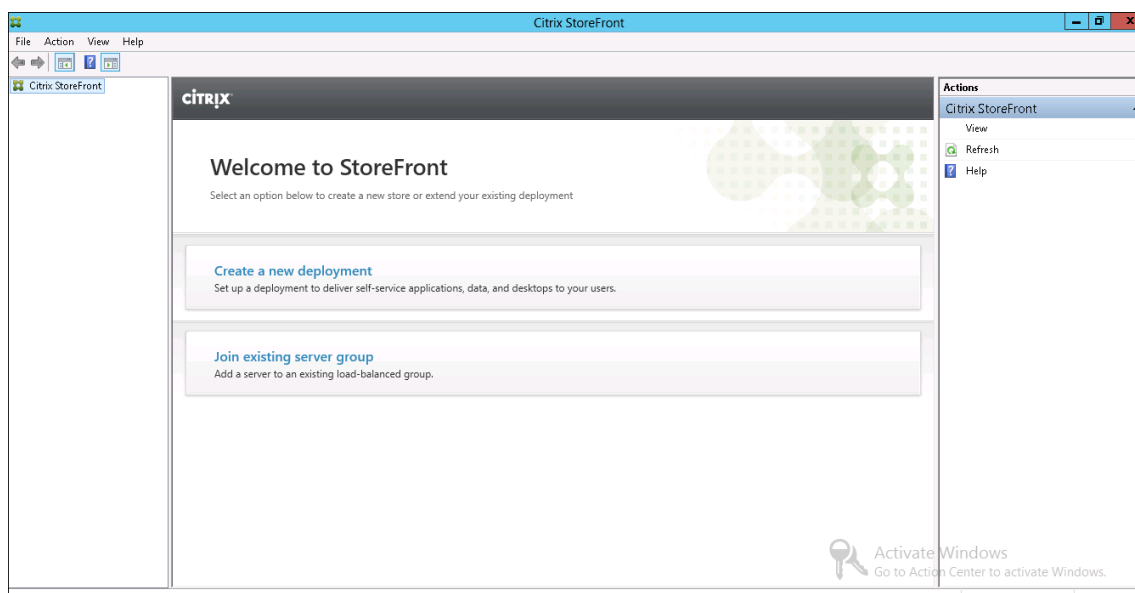 Citrix StoreFront
File Action View Help
Citrix StoreFront
CITRIX
Welcome to StoreFront
Select an option below to create a new store or extend your existing deployment
Create a new deployment
Set up a deployment to deliver self-service applications, data, and desktops to your users.
Join existing server group
Add a server to an existing load-balanced group.
Actions
Citrix StoreFront
View
Refresh
Help
Activate Windows
Go to Action Center to activate Windows.